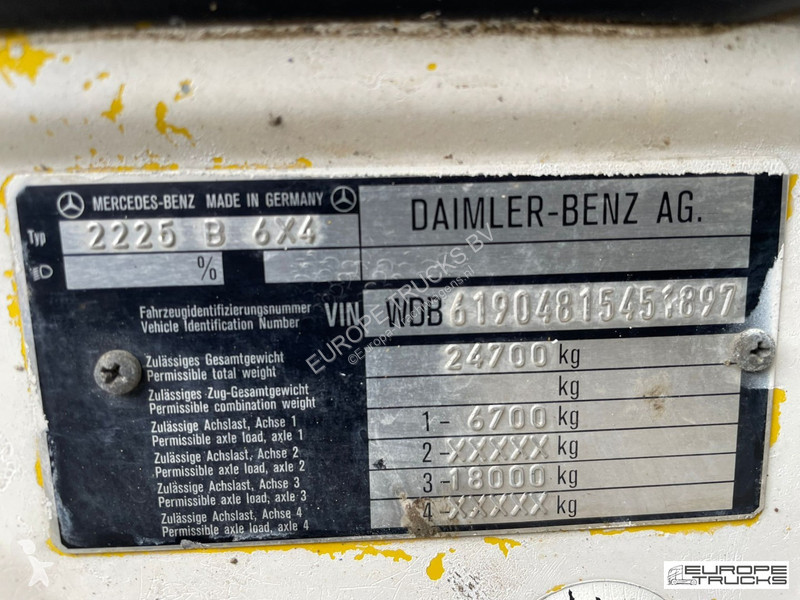 MERCEDES-BENZ MADE IN GERMANY
DAIMLER-BENZ AG.
Typ 2225 B 6X4
%
Fahrzeugidentifizierungsnummer
Vehicle Identification Number
VIN WDB 61904815451897
Zulässiges Gesamtgewicht
Permissible total weight
24700 kg
Zulässiges Zug-Gesamtgewicht
Permissible combination weight
kg
Zulässige Achslast, Achse 1
Permissible axle load, axle 1
1- 6700 kg
Zulässige Achslast, Achse 2
Permissible axle load, axle 2
2-XXXXX kg
Zulässige Achslast, Achse 3
Permissible axle load, axle 3
3-18000 kg
Zulässige Achslast, Achse 4
Permissible axle load, axle 4
4-XXXXX kg
EUROPE TRUCKS BV
EUROPE
TRUCKS